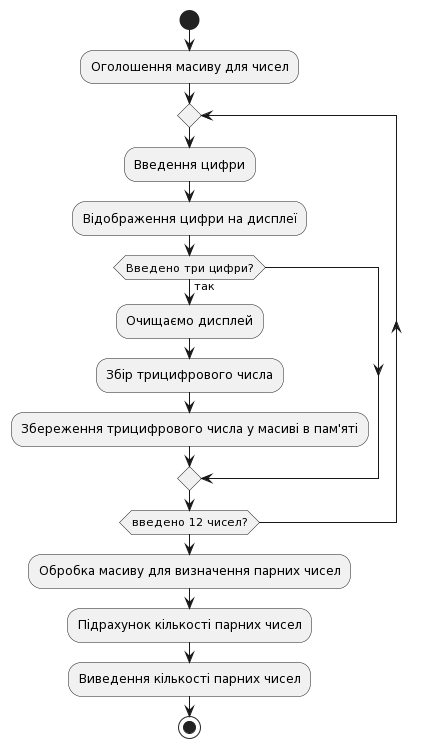 Оголошення масиву для чисел
Введення цифри
Відображення цифри на дисплеї
Введено три цифри?
так
Очищаємо дисплей
Збір трицифрового числа
Збереження трицифрового числа у масиві в пам'яті
введено 12 чисел?
Обробка масиву для визначення парних чисел
Підрахунок кількості парних чисел
Виведення кількості парних чисел